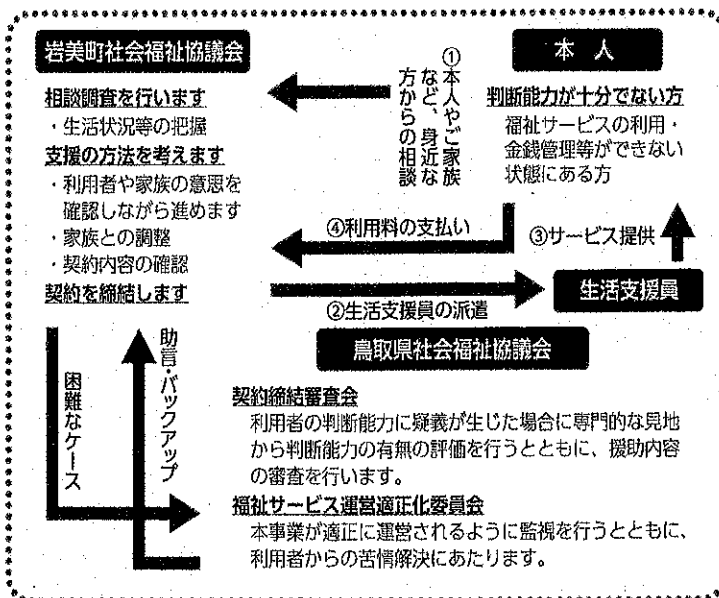 岩美町社会福祉協議会
相談調査を行います
・生活状況等の把握
支援の方法を考えます
・利用者や家族の意思を
確認しながら進めます
・家族との調整
・契約内容の確認
契約を締結します
①本人やご家族
など、身近な
方からの相談
本人
判断能力が十分でない方
福祉サービスの利用・
金銭管理等ができない
状態にある方
④利用料の支払い
③サービス提供
生活支援員
②生活支援員の派遣
鳥取県社会福祉協議会
困難なケース
助言・バックアップ
契約締結審査会
利用者の判断能力に疑義が生じた場合に専門的な見地
から判断能力の有無の評価を行うとともに、援助内容
の審査を行います。
福祉サービス運営適正化委員会
本事業が適正に運営されるように監視を行うとともに、
利用者からの苦情解決にあたります。